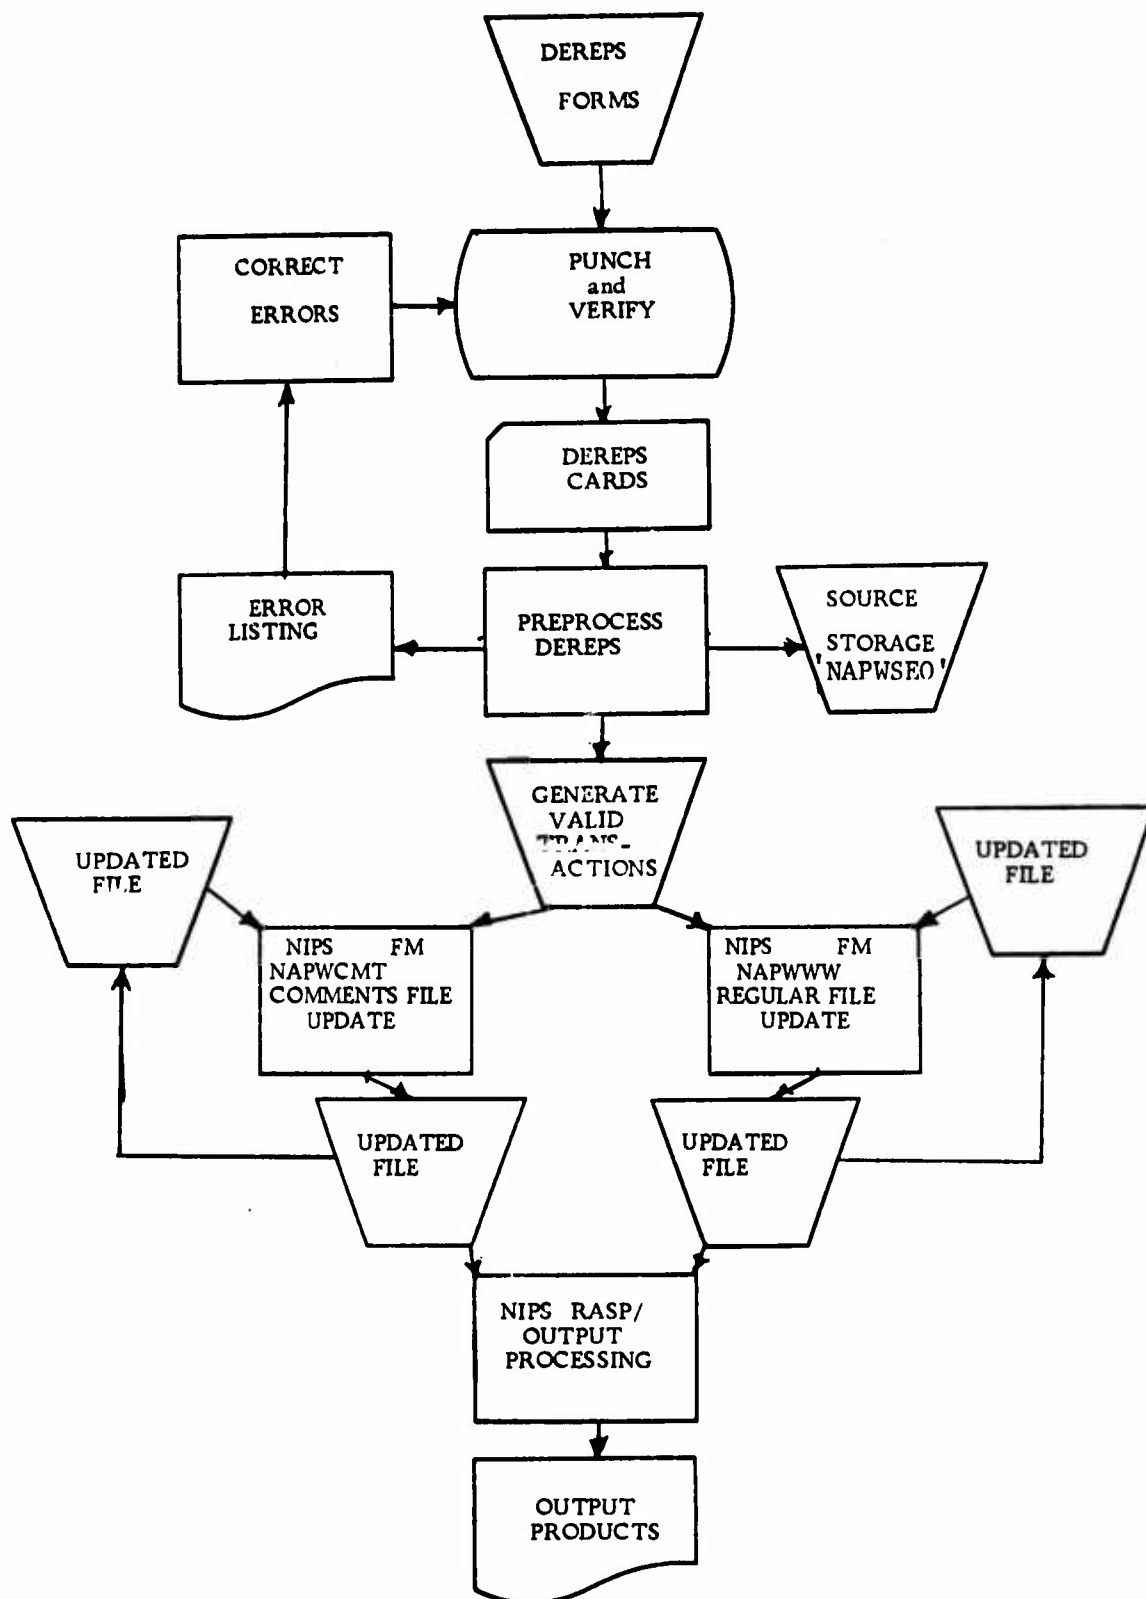 DEREPS
FORMS
CORRECT
ERRORS
PUNCH
and
VERIFY
DEREPS
CARDS
ERROR
LISTING
PREPROCESS
DEREPS
SOURCE
STORAGE
'NAPWSEO'
GENERATE
VALID
TRANS-
ACTIONS
UPDATED
FILE
UPDATED
FILE
NIPS FM
NAPWCMT
COMMENTS FILE
UPDATE
NIPS FM
NAPWWW
REGULAR FILE
UPDATE
UPDATED
FILE
UPDATED
FILE
NIPS RASP/
OUTPUT
PROCESSING
OUTPUT
PRODUCTS